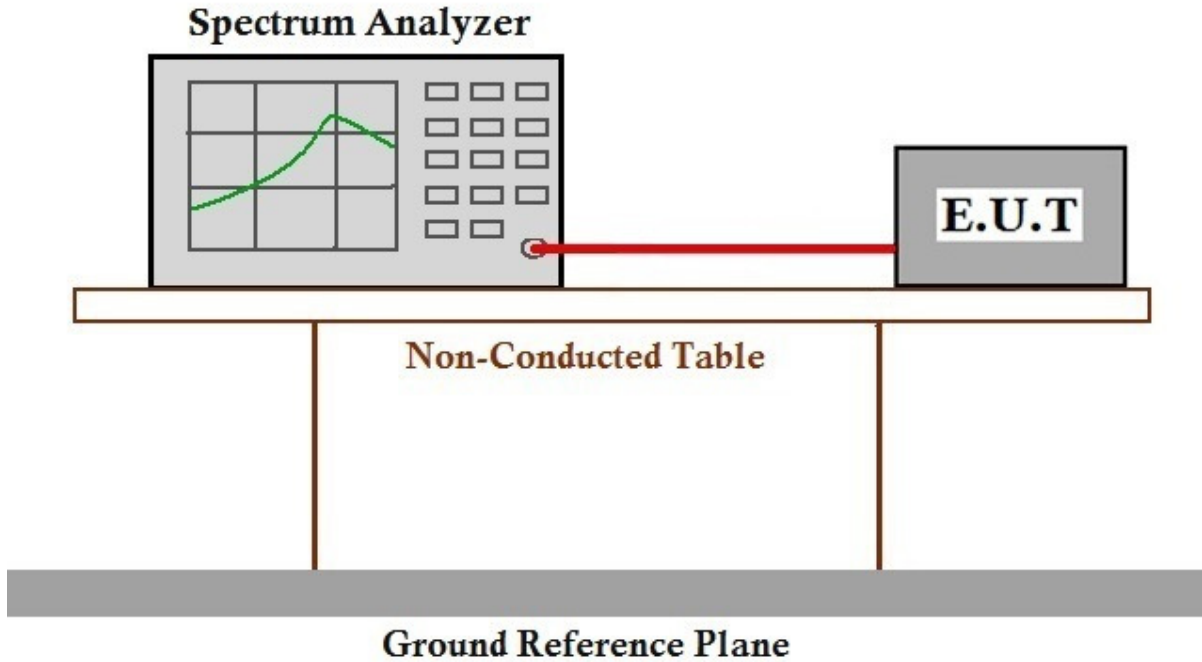 Spectrum Analyzer
E.U.T
Non-Conducted Table
Ground Reference Plane